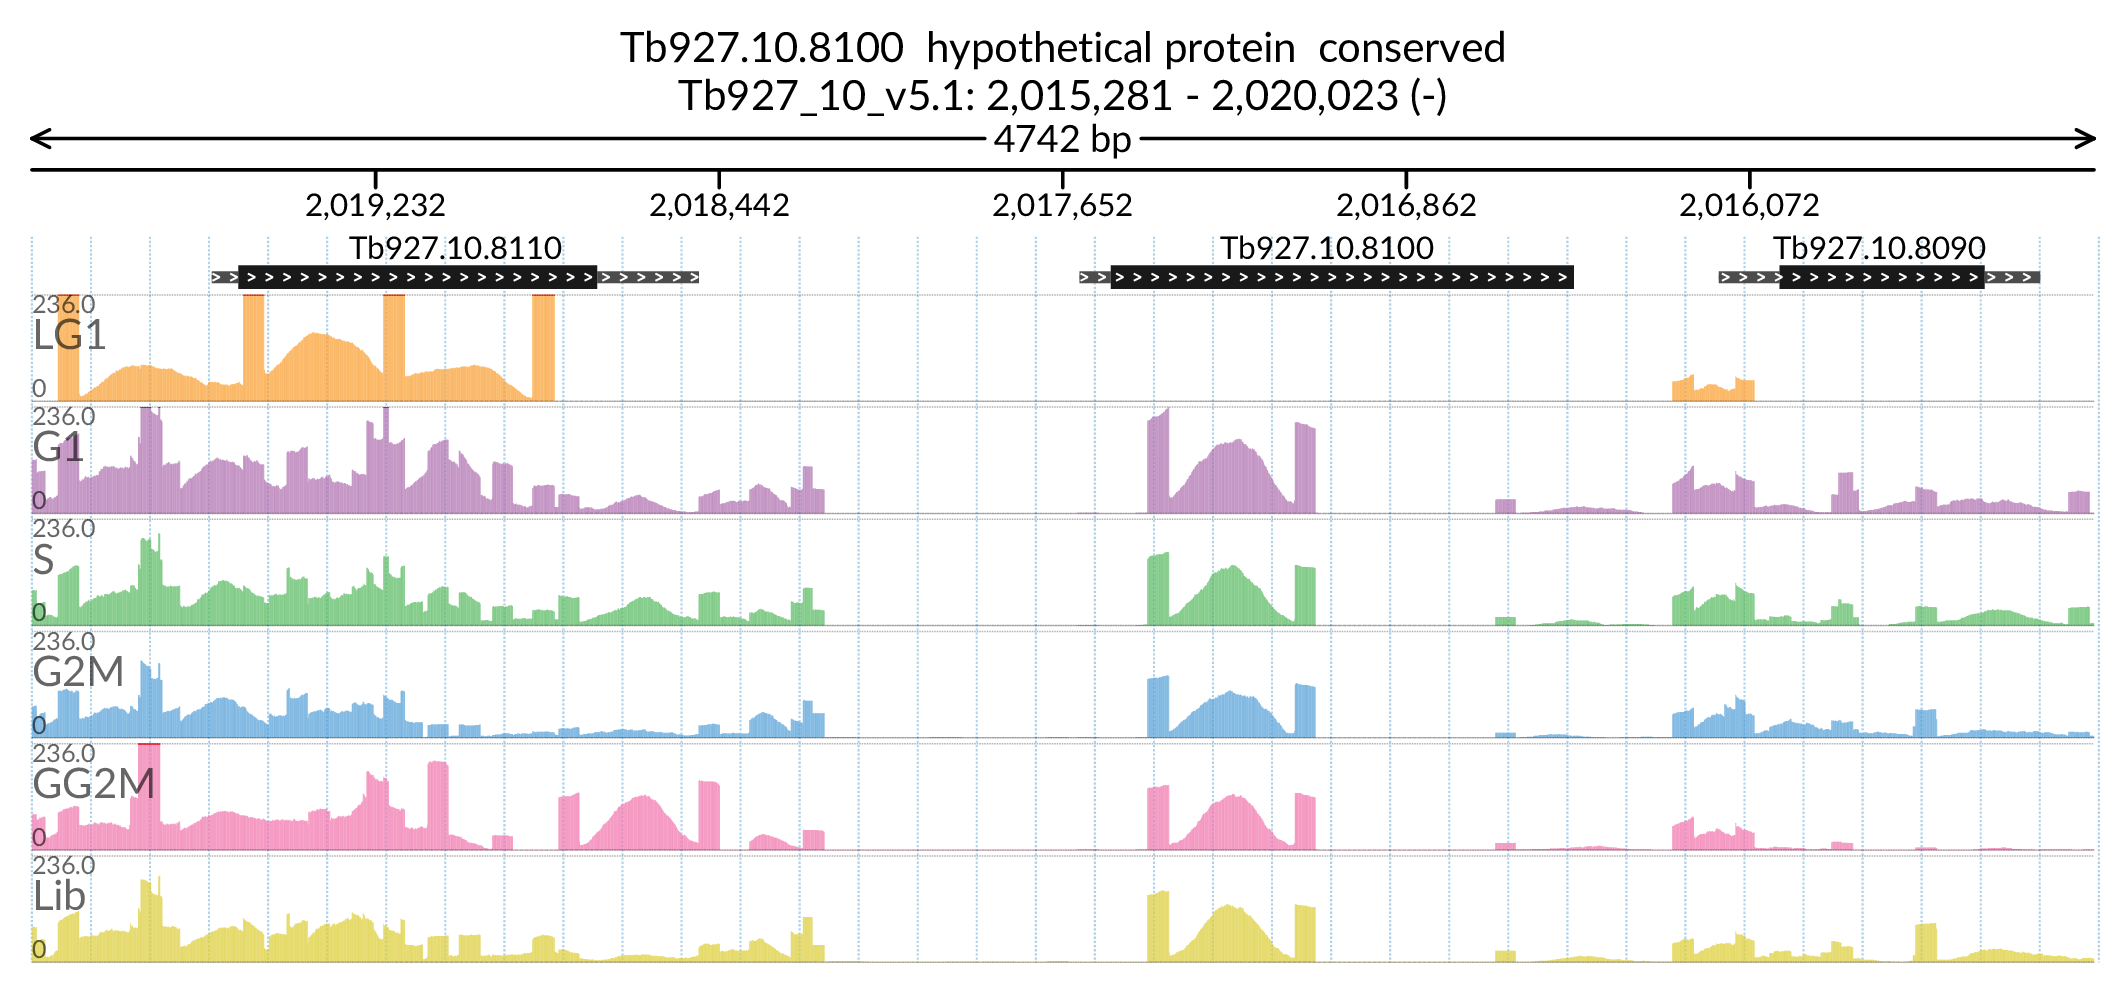 Tb927.10.8100 hypothetical protein conserved
Tb927_10_v5.1: 2,015,281 - 2,020,023 (-)
4742 bp
2,019,232 2,018,442 2,017,652 2,016,862 2,016,072
Tb927.10.8110 Tb927.10.8100 Tb927.10.8090
236.0
LG1
0
236.0
G1
0
236.0
S
0
236.0
G2M
0
236.0
GG2M
0
236.0
Lib
0